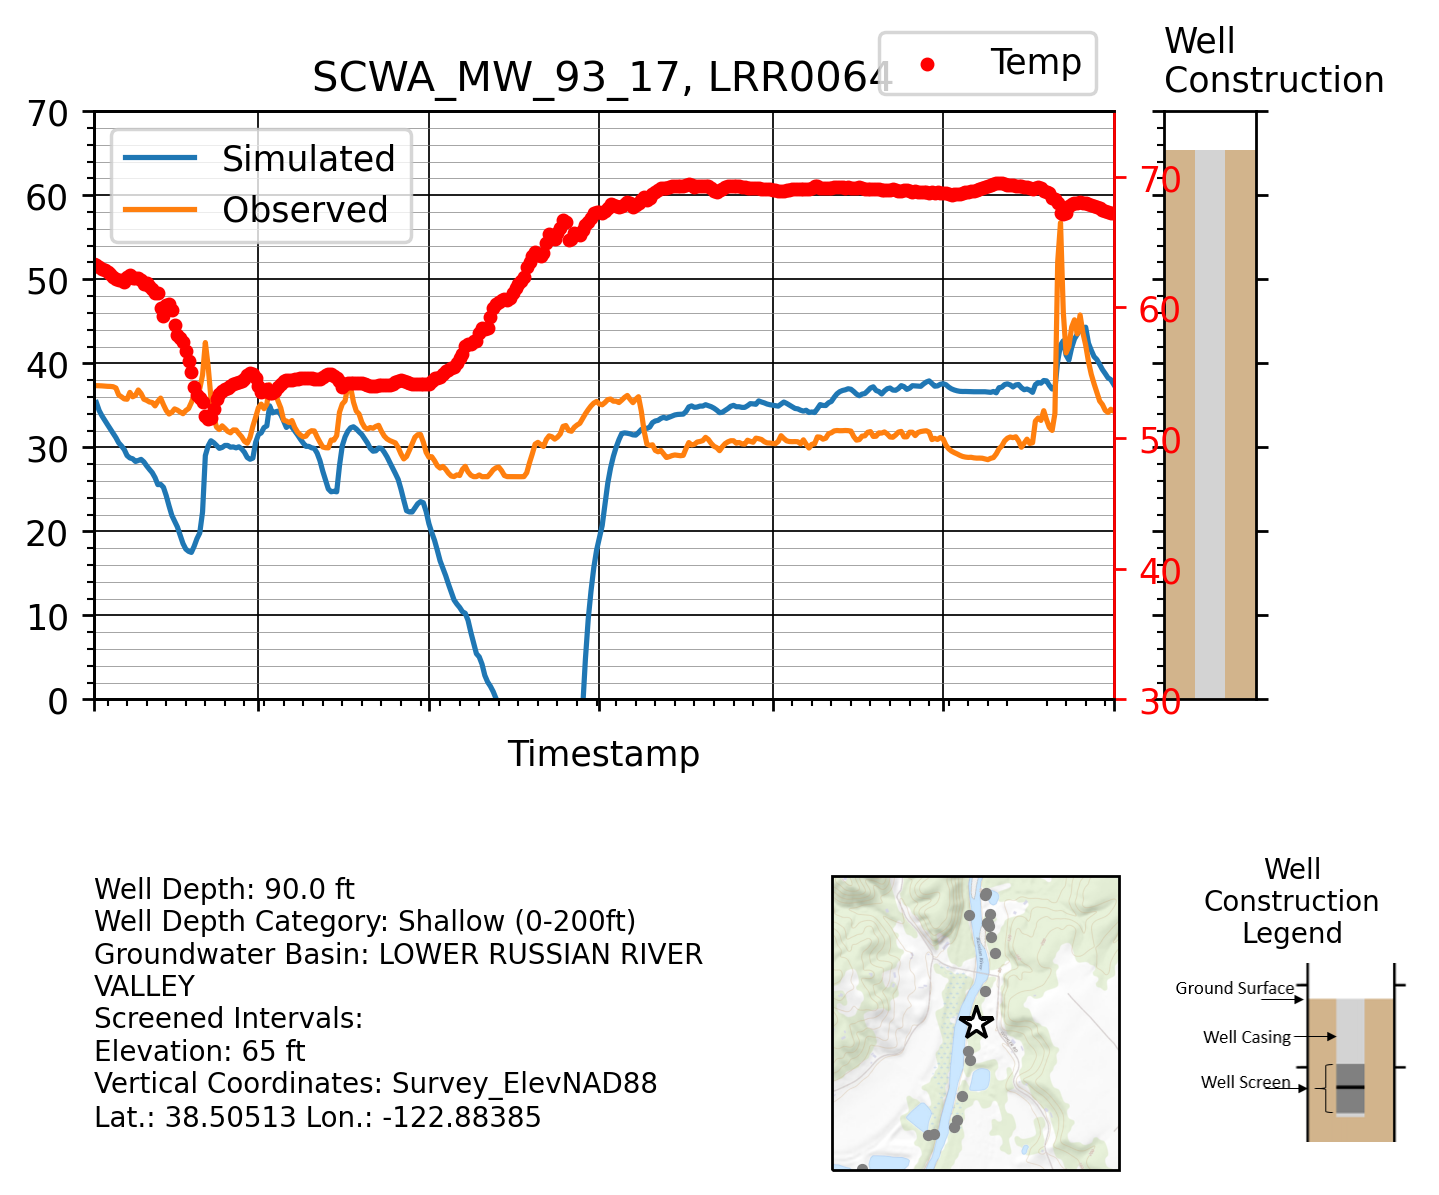 Well
Construction
SCWA_MW_93_17, LRR0064
Temp
Simulated
Observed
70
60
50
40
30
20
10
0
70
60
50
40
30
Timestamp
Well Depth: 90.0 ft
Well Depth Category: Shallow (0-200ft)
Groundwater Basin: LOWER RUSSIAN RIVER
VALLEY
Screened Intervals:
Elevation: 65 ft
Vertical Coordinates: Survey_ElevNAD88
Lat.: 38.50513 Lon.: -122.88385
Well
Construction
Legend
Ground Surface
Well Casing
Well Screen